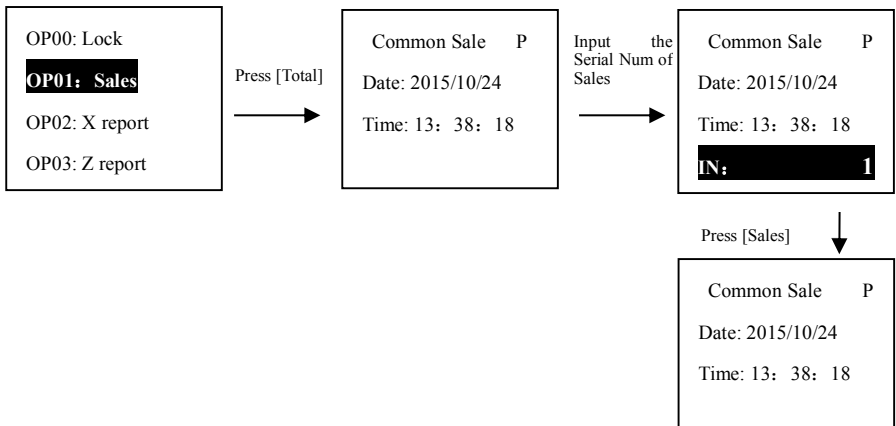 OP00: Lock
OP01： Sales
OP02: X report
OP03: Z report
Press [Total]
Common Sale P
Date: 2015/10/24
Time: 13：38：18
Input the
Serial Num of
Sales
Common Sale P
Date: 2015/10/24
Time: 13：38：18
IN： 1
Press [Sales]
Common Sale P
Date: 2015/10/24
Time: 13：38：18